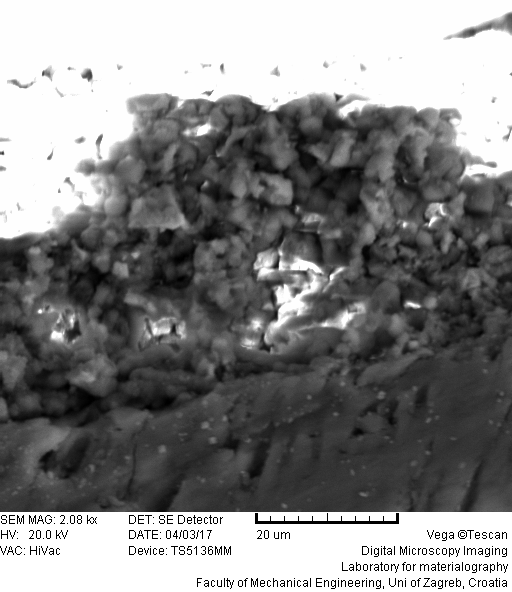 SEM MAG: 2.08 kx DET: SE Detector
HV: 20.0 kV DATE: 04/03/17 20 um Vega ©Tescan
VAC: HiVac Device: TS5136MM Digital Microscopy Imaging
Laboratory for materialography
Faculty of Mechanical Engineering, Uni of Zagreb, Croatia